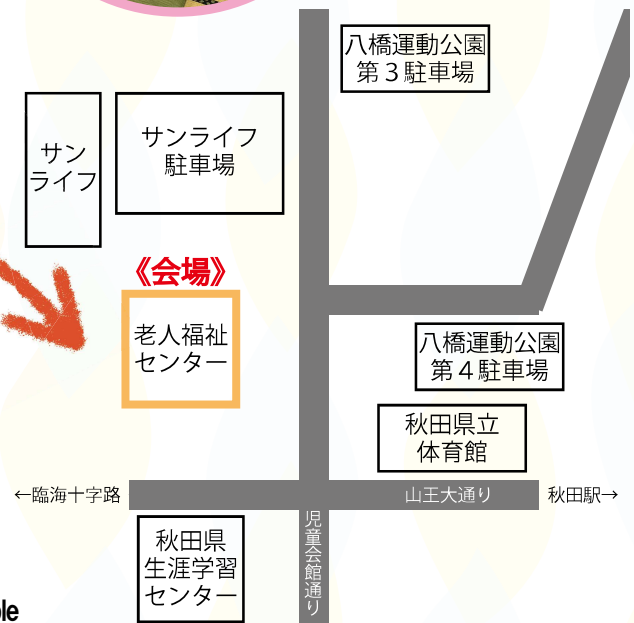 八橋運動公園
第３駐車場
サン
ライフ
サンライフ
駐車場
《会場》
老人福祉
センター
八橋運動公園
第４駐車場
秋田県立
体育館
←臨海十字路
山王大通り
秋田駅→
秋田県
生涯学習
センター
児童会館通り